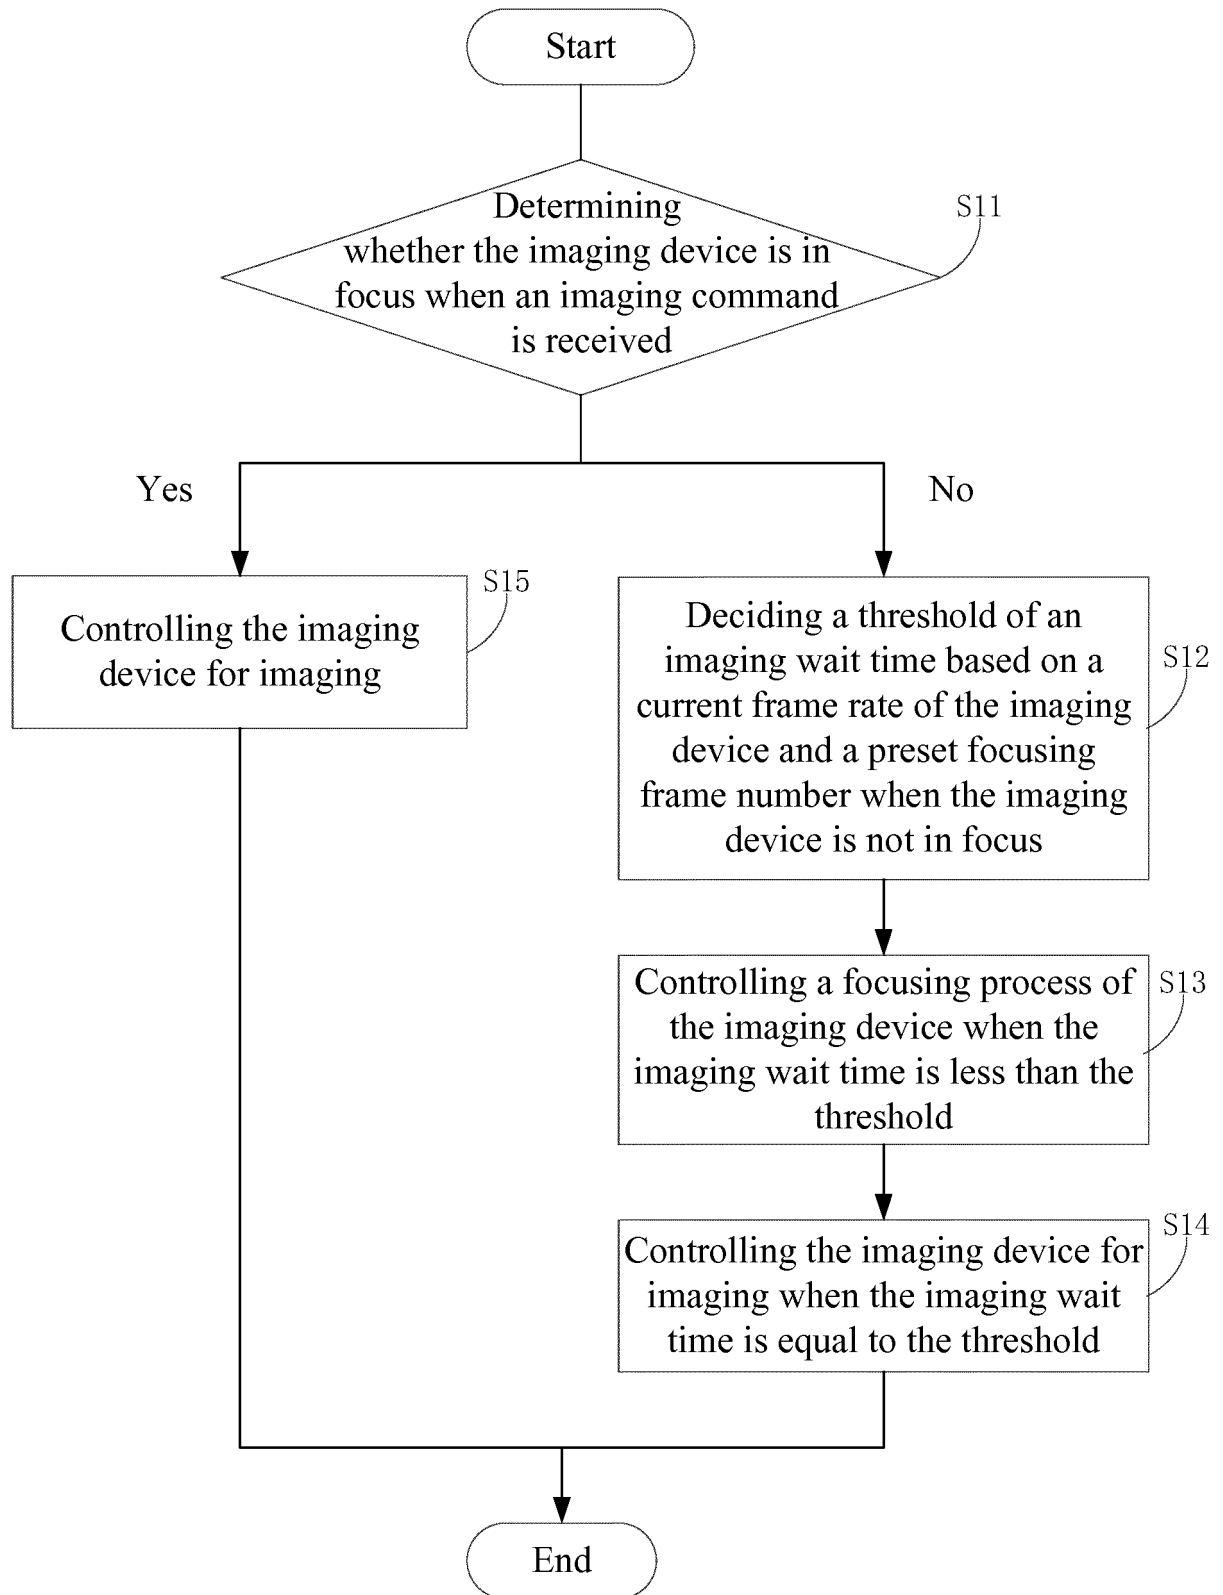 Start
Determining
whether the imaging device is in
focus when an imaging command
is received
S11
Yes
No
Controlling the imaging
device for imaging
S15
Deciding a threshold of an
imaging wait time based on a
current frame rate of the imaging
device and a preset focusing
frame number when the imaging
device is not in focus
S12
Controlling a focusing process of
the imaging device when the
imaging wait time is less than the
threshold
S13
Controlling the imaging device for
imaging when the imaging wait
time is equal to the threshold
S14
End